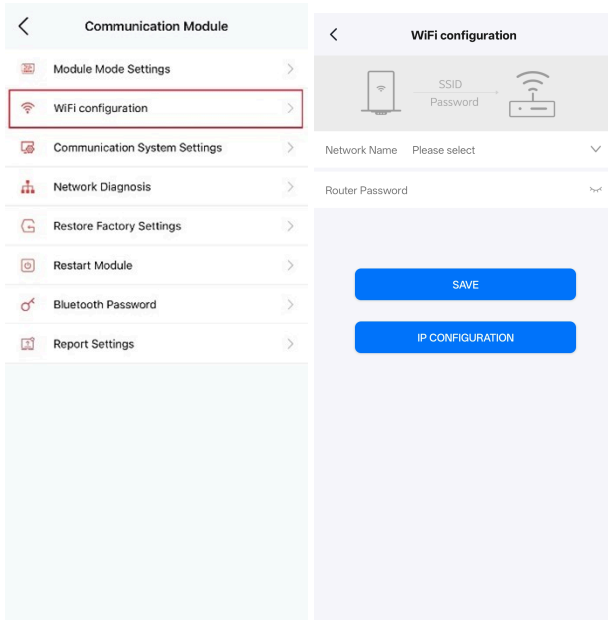 Communication Module
Module Mode Settings
WiFi configuration
Communication System Settings
Network Diagnosis
Restore Factory Settings
Restart Module
Bluetooth Password
Report Settings
WiFi configuration
SSID
Password
Network Name Please select
Router Password
SAVE
IP CONFIGURATION